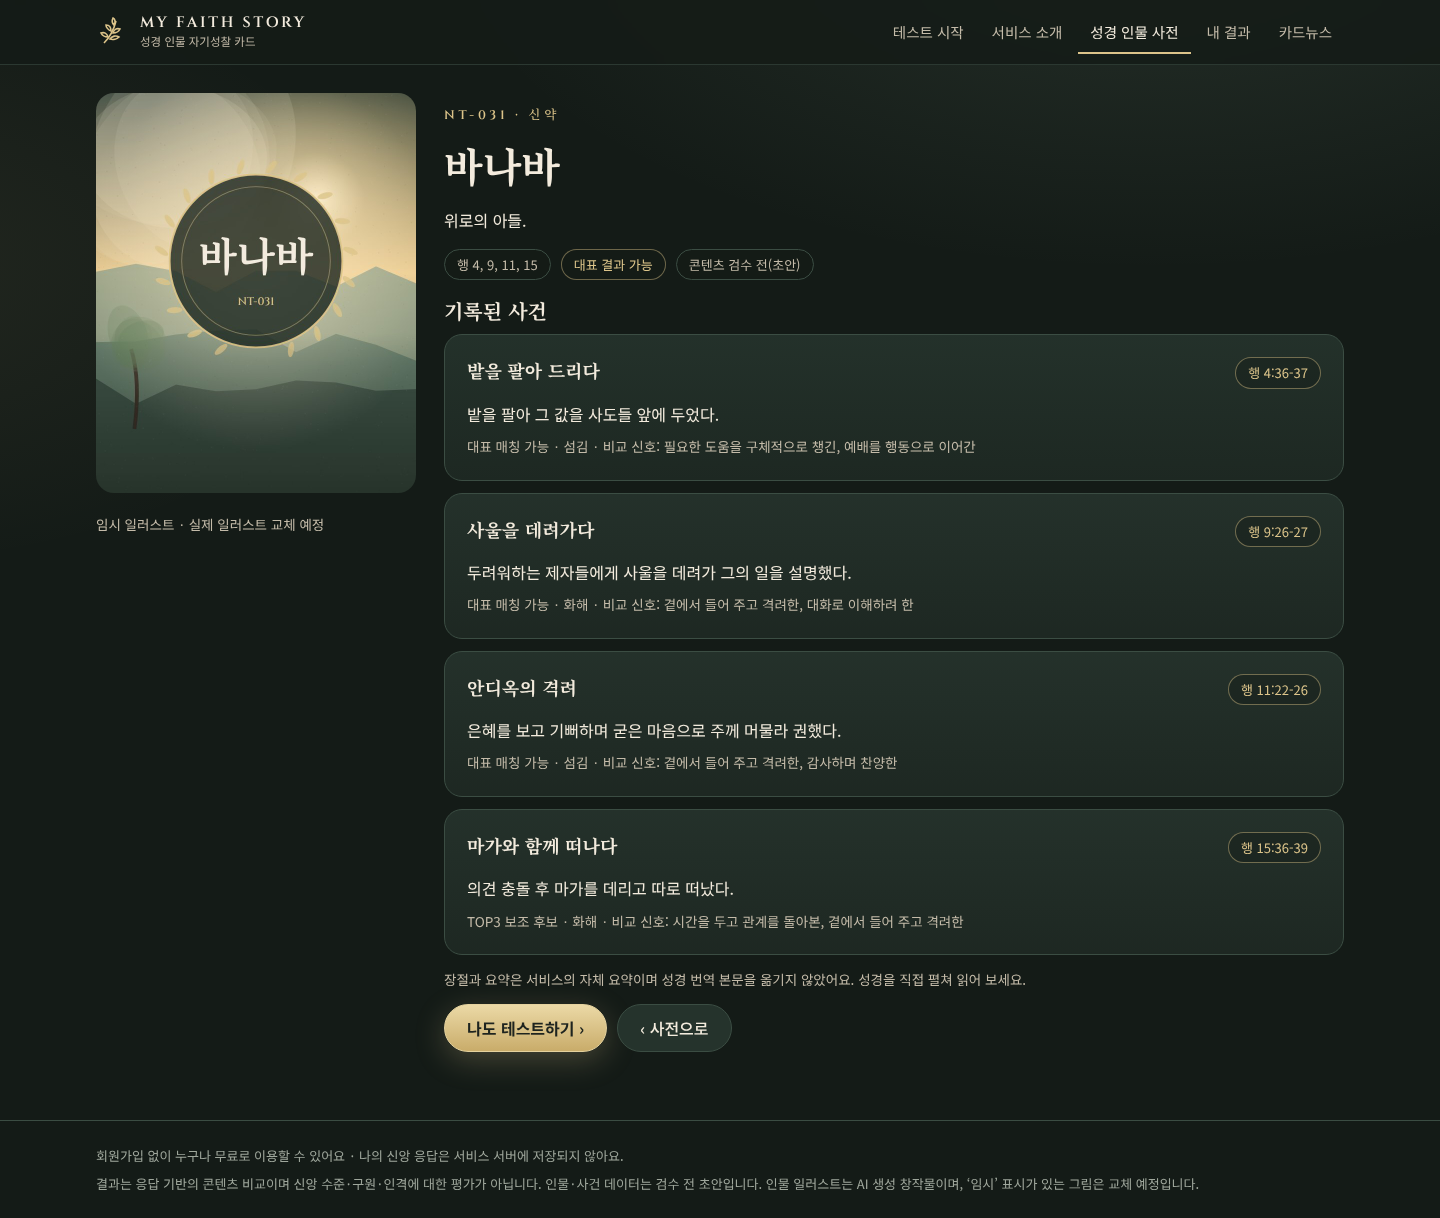 MY FAITH STORY
성경 인물 자기성찰 카드
테스트 시작
서비스 소개
성경 인물 사전
내 결과
카드뉴스
바나바
NT-031
임시 일러스트 · 실제 일러스트 교체 예정
NT-031 · 신약
바나바
위로의 아들.
행 4, 9, 11, 15
대표 결과 가능
콘텐츠 검수 전(초안)
기록된 사건
밭을 팔아 드리다
행 4:36-37
밭을 팔아 그 값을 사도들 앞에 두었다.
대표 매칭 가능 · 섬김 · 비교 신호: 필요한 도움을 구체적으로 챙긴, 예배를 행동으로 이어간
사울을 데려가다
행 9:26-27
두려워하는 제자들에게 사울을 데려가 그의 일을 설명했다.
대표 매칭 가능 · 화해 · 비교 신호: 곁에서 들어 주고 격려한, 대화로 이해하려 한
안디옥의 격려
행 11:22-26
은혜를 보고 기뻐하며 굳은 마음으로 주께 머물라 권했다.
대표 매칭 가능 · 섬김 · 비교 신호: 곁에서 들어 주고 격려한, 감사하며 찬양한
마가와 함께 떠나다
행 15:36-39
의견 충돌 후 마가를 데리고 따로 떠났다.
TOP3 보조 후보 · 화해 · 비교 신호: 시간을 두고 관계를 돌아본, 곁에서 들어 주고 격려한
장절과 요약은 서비스의 자체 요약이며 성경 번역 본문을 옮기지 않았어요. 성경을 직접 펼쳐 읽어 보세요.
나도 테스트하기 ›
‹ 사전으로
회원가입 없이 누구나 무료로 이용할 수 있어요 · 나의 신앙 응답은 서비스 서버에 저장되지 않아요.
결과는 응답 기반의 콘텐츠 비교이며 신앙 수준·구원·인격에 대한 평가가 아닙니다. 인물·사건 데이터는 검수 전 초안입니다. 인물 일러스트는 AI 생성 창작물이며, ‘임시’ 표시가 있는 그림은 교체 예정입니다.